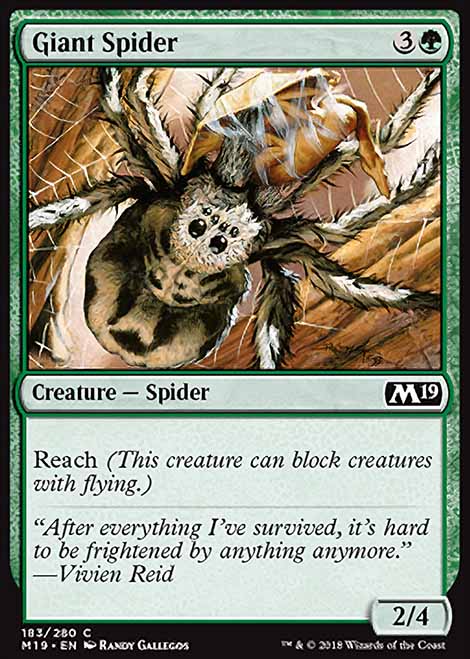 Giant Spider 3
Creature — Spider
M19
Reach (This creature can block creatures
with flying.)
“After everything I’ve survived, it’s hard
to be frightened by anything anymore.”
—Vivien Reid
2/4
183/280 C
M19 • EN RANDY GALLEGOS
™ & © 2018 Wizards of the Coast